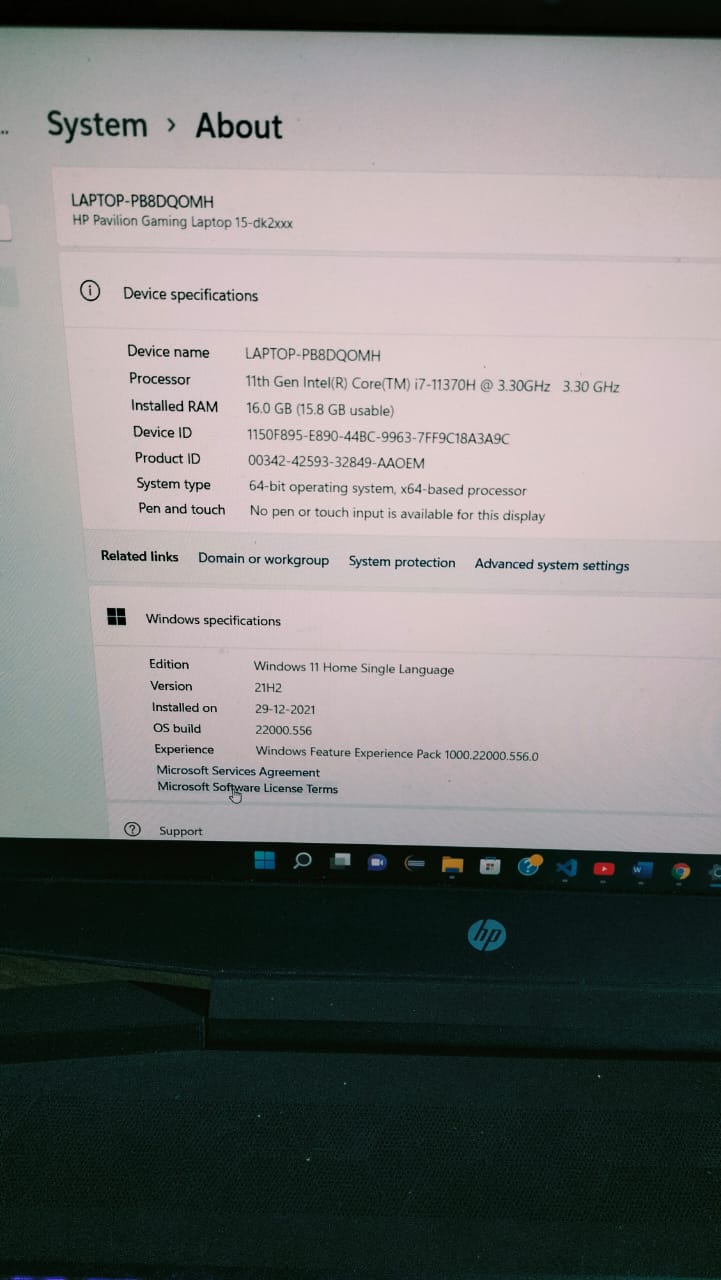 System > About
LAPTOP-PB8DQOMH
HP Pavilion Gaming Laptop 15-dk2xxx
Device specifications
Device name LAPTOP-PB8DQOMH
Processor 11th Gen Intel(R) Core(TM) i7-11370H @ 3.30GHz 3.30 GHz
Installed RAM 16.0 GB (15.8 GB usable)
Device ID 1150F895-E890-44BC-9963-7FF9C18A3A9C
Product ID 00342-42593-32849-AAOEM
System type 64-bit operating system, x64-based processor
Pen and touch No pen or touch input is available for this display
Related links Domain or workgroup System protection Advanced system settings
Windows specifications
Edition Windows 11 Home Single Language
Version 21H2
Installed on 29-12-2021
OS build 22000.556
Experience Windows Feature Experience Pack 1000.22000.556.0
Microsoft Services Agreement
Microsoft Software License Terms
Support
hp